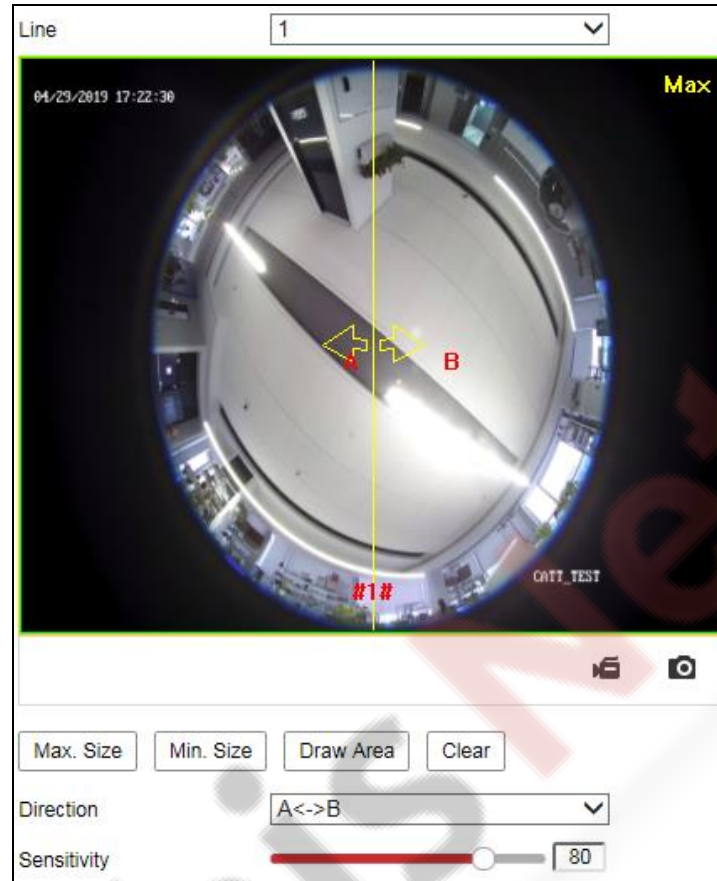 Line 1
04/29/2019 17:22:30
Max
A B
CATT_TEST
#1#
Max. Size Min. Size Draw Area Clear
Direction A<->B
Sensitivity 80